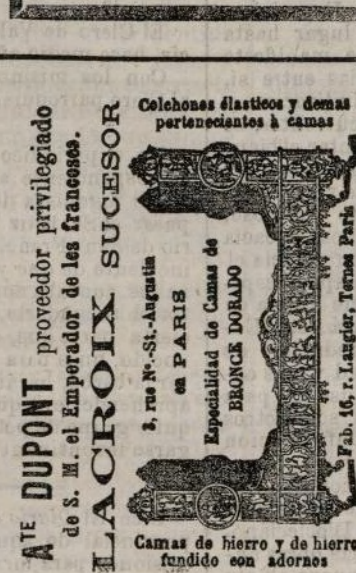 ATE DUPONT proveedor privilegiado
de S. M el Emperador de les franceses.
LACROIX SUCESOR
Colchones élasticos y demas
pertenecientes à camas
3, rue Ne.-St.-Augustin
en PARIS
Especialidad de Camas de
BRONCE DORADO
Fab. 16, r. Laugier, Ternes Paris
Camas de hierro y de hierro
fundido con adornos